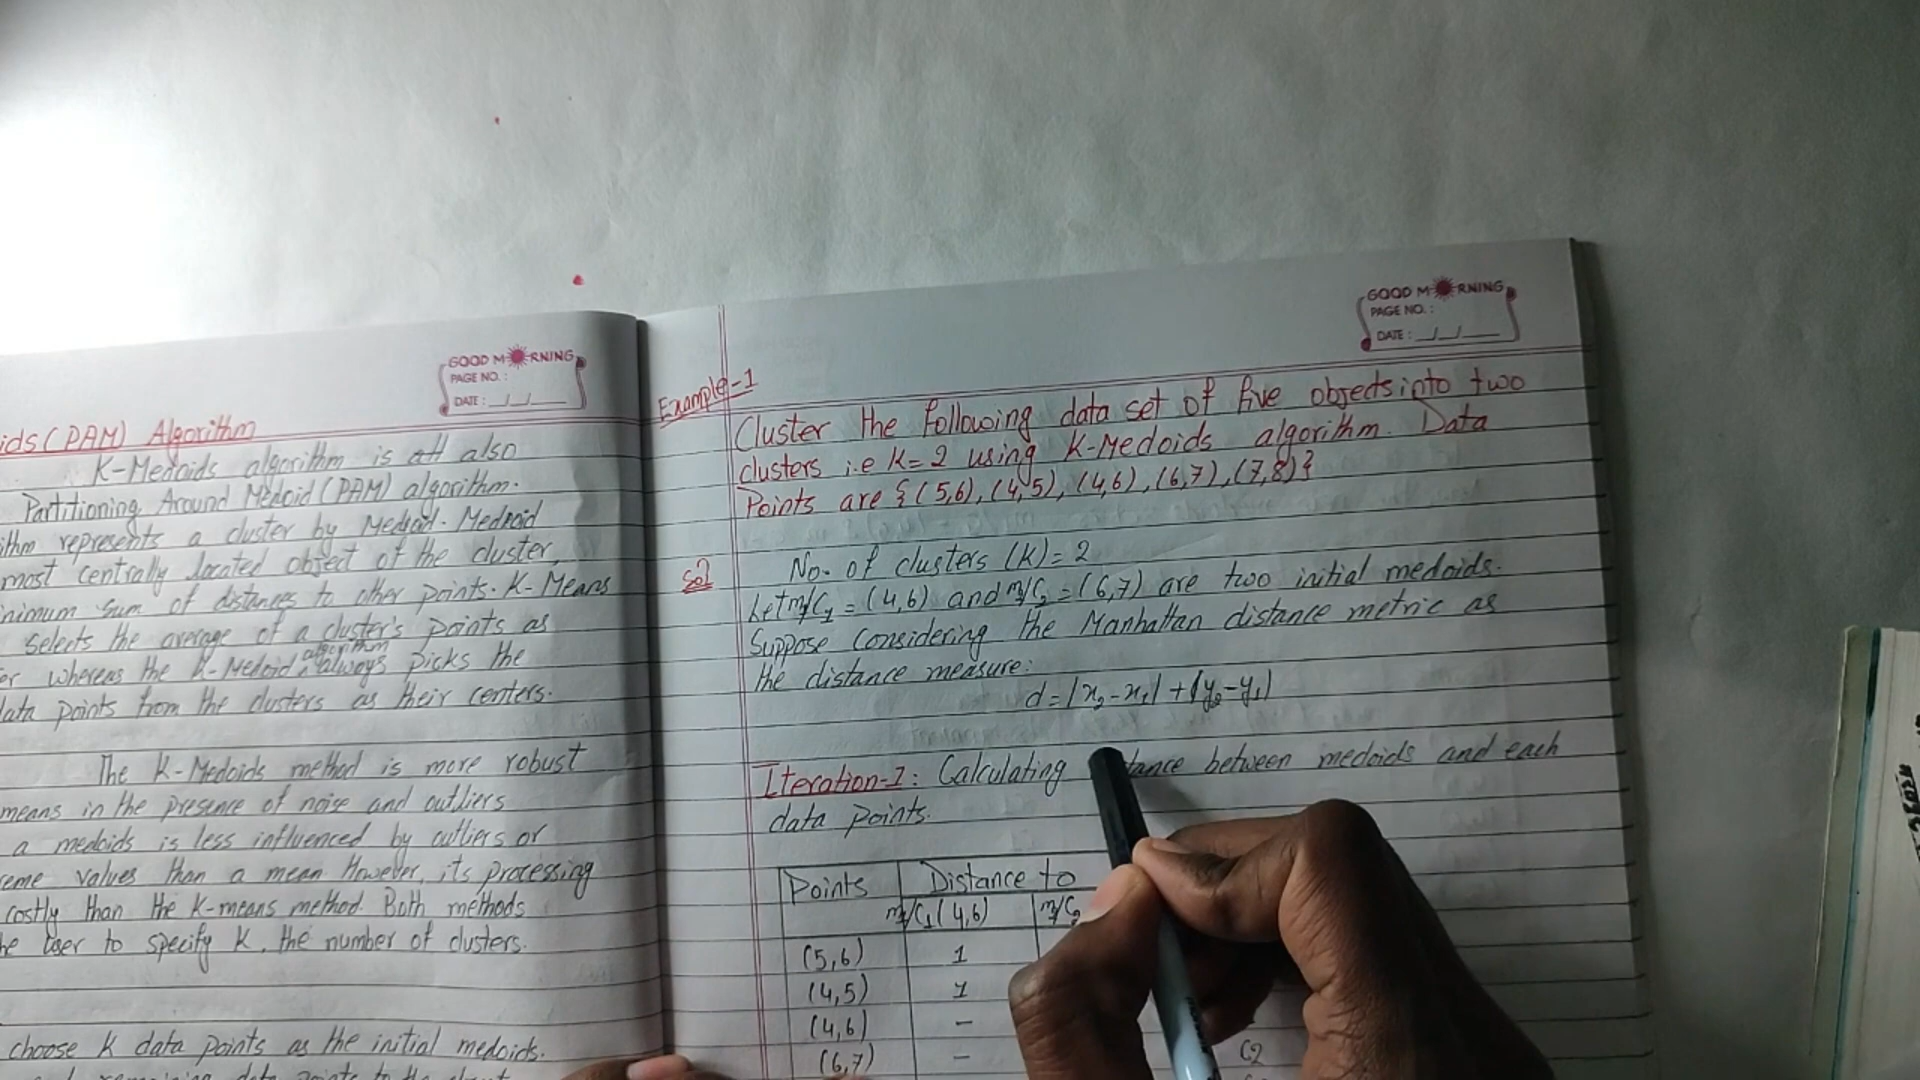 GOOD MORNING
PAGE NO.:
DATE: _/_/___
ids (PAM) Algorithm
K-Medoids algorithm is also
Partitioning Around Medoid (PAM) algorithm.
ithm represents a cluster by Medoid. Medoid
most centrally located object of the cluster,
nimum sum of distances to other points. K-Means
selects the average of a cluster's points as
er whereas the K-Medoid algorithm always picks the
data points from the clusters as their centers.
The K-Medoids method is more robust
means in the presence of noise and outliers
a medoids is less influenced by outliers or
reme values than a mean However, its processing
costly than the K-means method. Both methods
he user to specify K, the number of clusters.
choose K data points as the initial medoids.
GOOD MORNING
PAGE NO.:
DATE: _/_/___
Example-1
Cluster the following data set of five objects into two
clusters i.e K=2 using K-Medoids algorithm. Data
Points are {(5,6), (4,5), (4,6), (6,7), (7,8)}
Sol
No. of clusters (K)=2
Let m/C1 = (4,6) and m/C2 = (6,7) are two initial medoids.
Suppose considering the Manhattan distance metric as
the distance measure:
d=|x2-x1|+|y2-y1|
Iteration-1: Calculating tance between medoids and each
data points.
Points Distance to
m/C1(4,6) m/C2
(5,6) 1
(4,5) 1
(4,6) –
(6,7) – C2